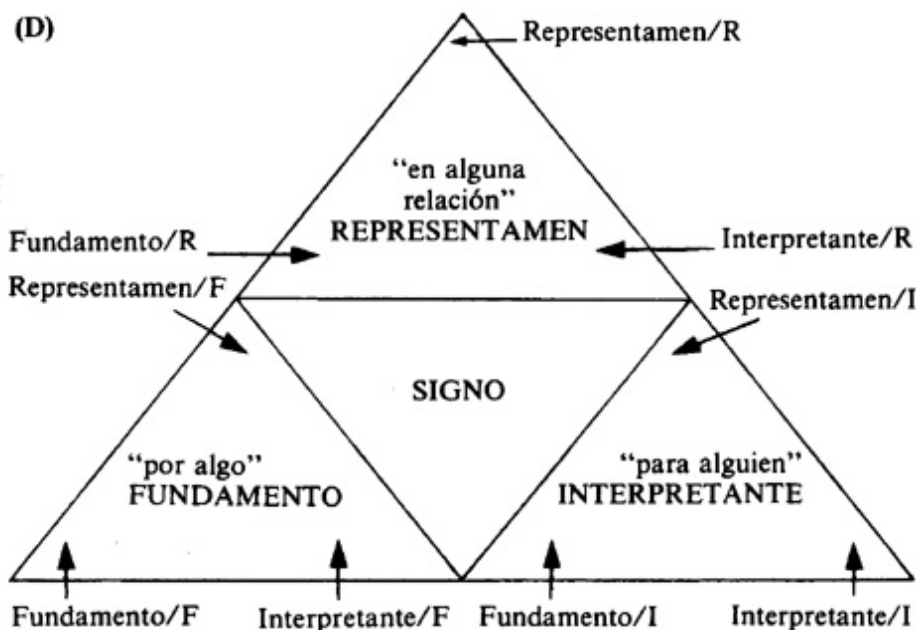 (D)
Representamen/R
“en alguna
relación”
REPRESENTAMEN
Fundamento/R
Interpretante/R
Representamen/F
Representamen/I
SIGNO
“por algo”
FUNDAMENTO
“para alguien”
INTERPRETANTE
Fundamento/F
Interpretante/F
Fundamento/I
Interpretante/I